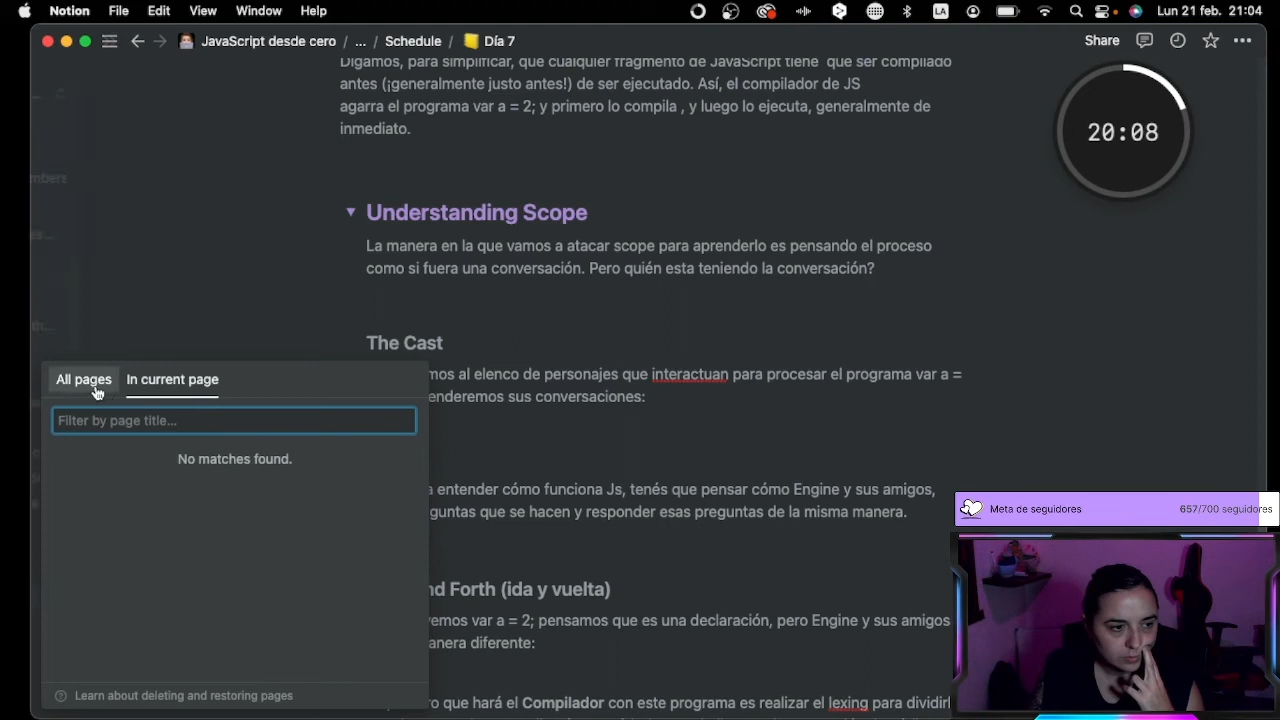 Notion File Edit View Window Help
LA
Lun 21 feb. 21:04
JavaScript desde cero / ... / Schedule / Día 7
Share
Digamos, para simplificar, que cualquier fragmento de JavaScript tiene que ser compilado
antes (¡generalmente justo antes!) de ser ejecutado. Así, el compilador de JS
agarra el programa var a = 2; y primero lo compila , y luego lo ejecuta, generalmente de
inmediato.
20:08
Understanding Scope
La manera en la que vamos a atacar scope para aprenderlo es pensando el proceso
como si fuera una conversación. Pero quién esta teniendo la conversación?
The Cast
mos al elenco de personajes que interactuan para procesar el programa var a =
enderemos sus conversaciones:
All pages
In current page
Filter by page title...
No matches found.
entender cómo funciona Js, tenés que pensar cómo Engine y sus amigos,
guntas que se hacen y responder esas preguntas de la misma manera.
Meta de seguidores 657/700 seguidores
nd Forth (ida y vuelta)
emos var a = 2; pensamos que es una declaración, pero Engine y sus amigos
anera diferente:
Learn about deleting and restoring pages
ro que hará el Compilador con este programa es realizar el lexing para dividirl